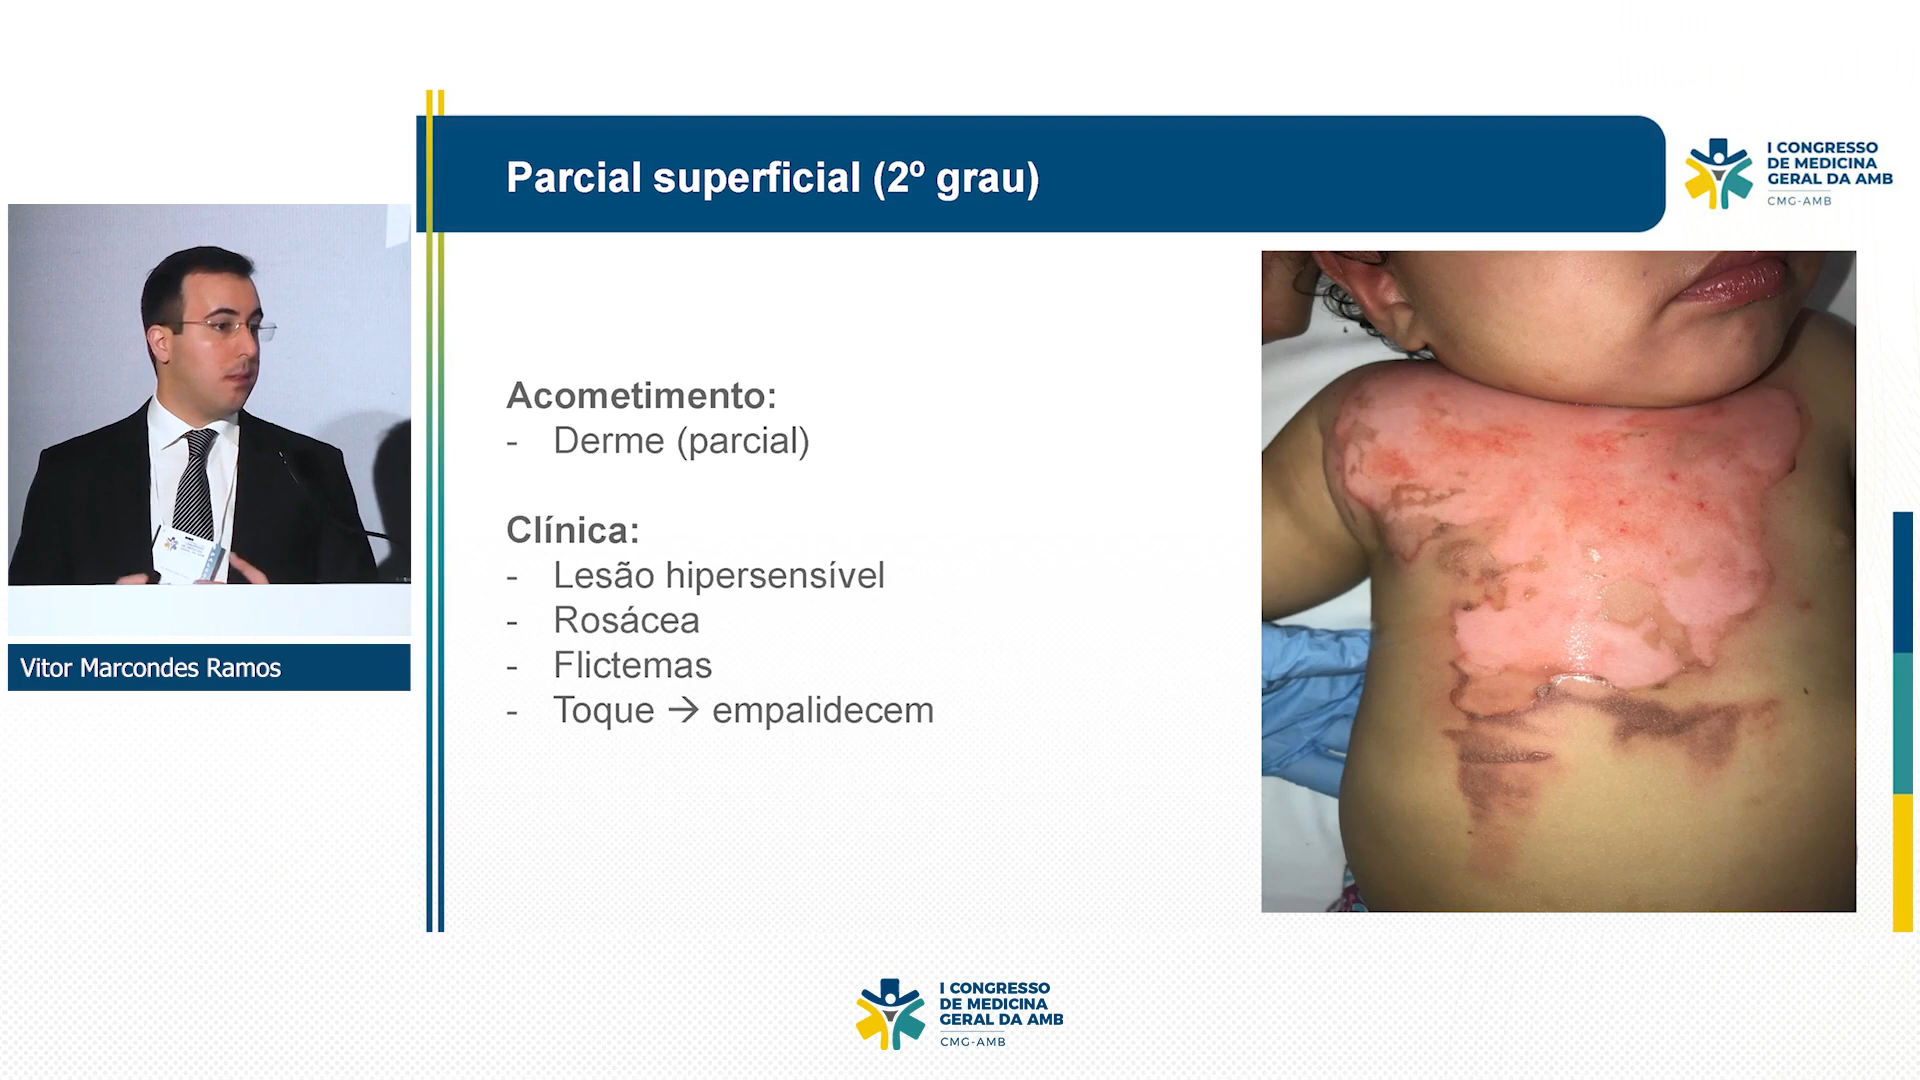 Parcial superficial (2º grau)
I CONGRESSO
DE MEDICINA
GERAL DA AMB
CMG-AMB
Acometimento:
- Derme (parcial)
Clínica:
- Lesão hipersensível
- Rosácea
- Flictemas
- Toque → empalidecem
Vitor Marcondes Ramos
I CONGRESSO
DE MEDICINA
GERAL DA AMB
CMG-AMB